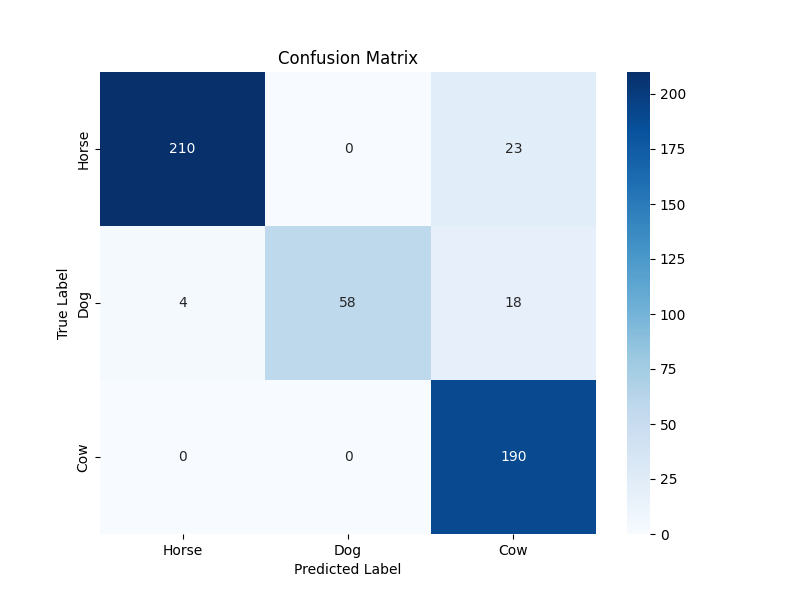 Confusion Matrix
True Label
Horse
210
0
23
Dog
4
58
18
Cow
0
0
190
Horse
Dog
Cow
Predicted Label
200
175
150
125
100
75
50
25
0